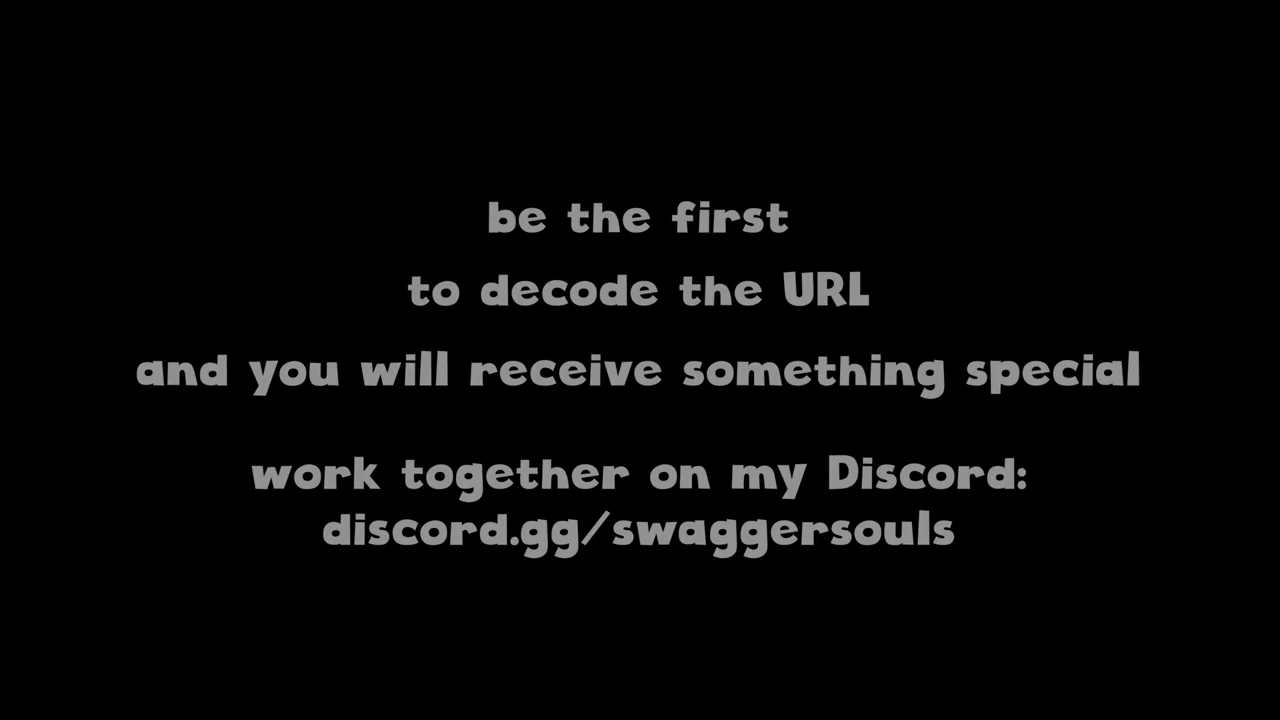 be the first
to decode the URL
and you will receive something special
work together on my Discord:
discord.gg/swaggersouls